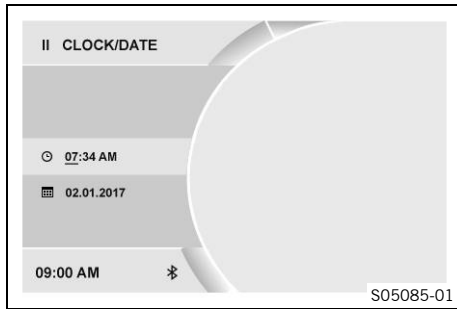 II CLOCK/DATE
07:34 AM
02.01.2017
09:00 AM
S05085-01